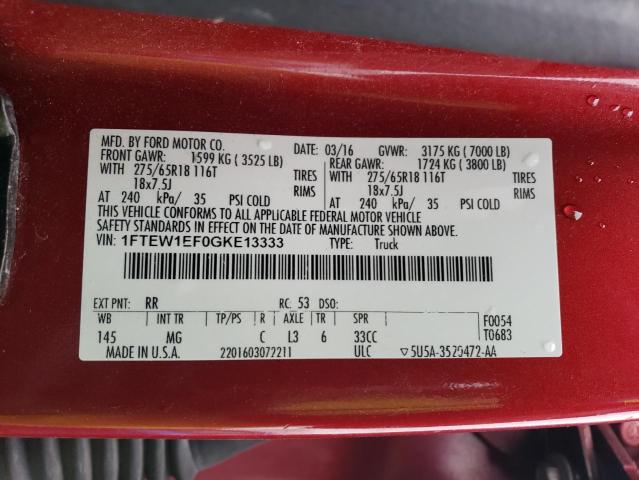 MFD. BY FORD MOTOR CO.
DATE: 03/16 GVWR: 3175 KG ( 7000 LB)
FRONT GAWR: 1599 KG ( 3525 LB) REAR GAWR: 1724 KG ( 3800 LB)
WITH 275/65R18 116T TIRES WITH 275/65R18 116T TIRES
18x7.5J RIMS 18x7.5J RIMS
AT 240 kPa/ 35 PSI COLD AT 240 kPa/ 35 PSI COLD
THIS VEHICLE CONFORMS TO ALL APPLICABLE FEDERAL MOTOR VEHICLE
SAFETY STANDARDS IN EFFECT ON THE DATE OF MANUFACTURE SHOWN ABOVE.
VIN: 1FTEW1EF0GKE13333 TYPE: Truck
EXT PNT: RR RC: 53 DSO:
WB INT TR TP/PS R AXLE TR SPR F0054
145 MG C L3 6 33CC T0683
MADE IN U.S.A. 2201603072211 ULC ▽5U5A-3520472-AA